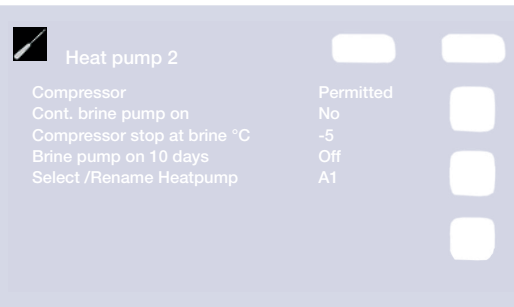 Heat pump 2
Compressor Permitted
Cont. brine pump on No
Compressor stop at brine °C -5
Brine pump on 10 days Off
Select /Rename Heatpump A1